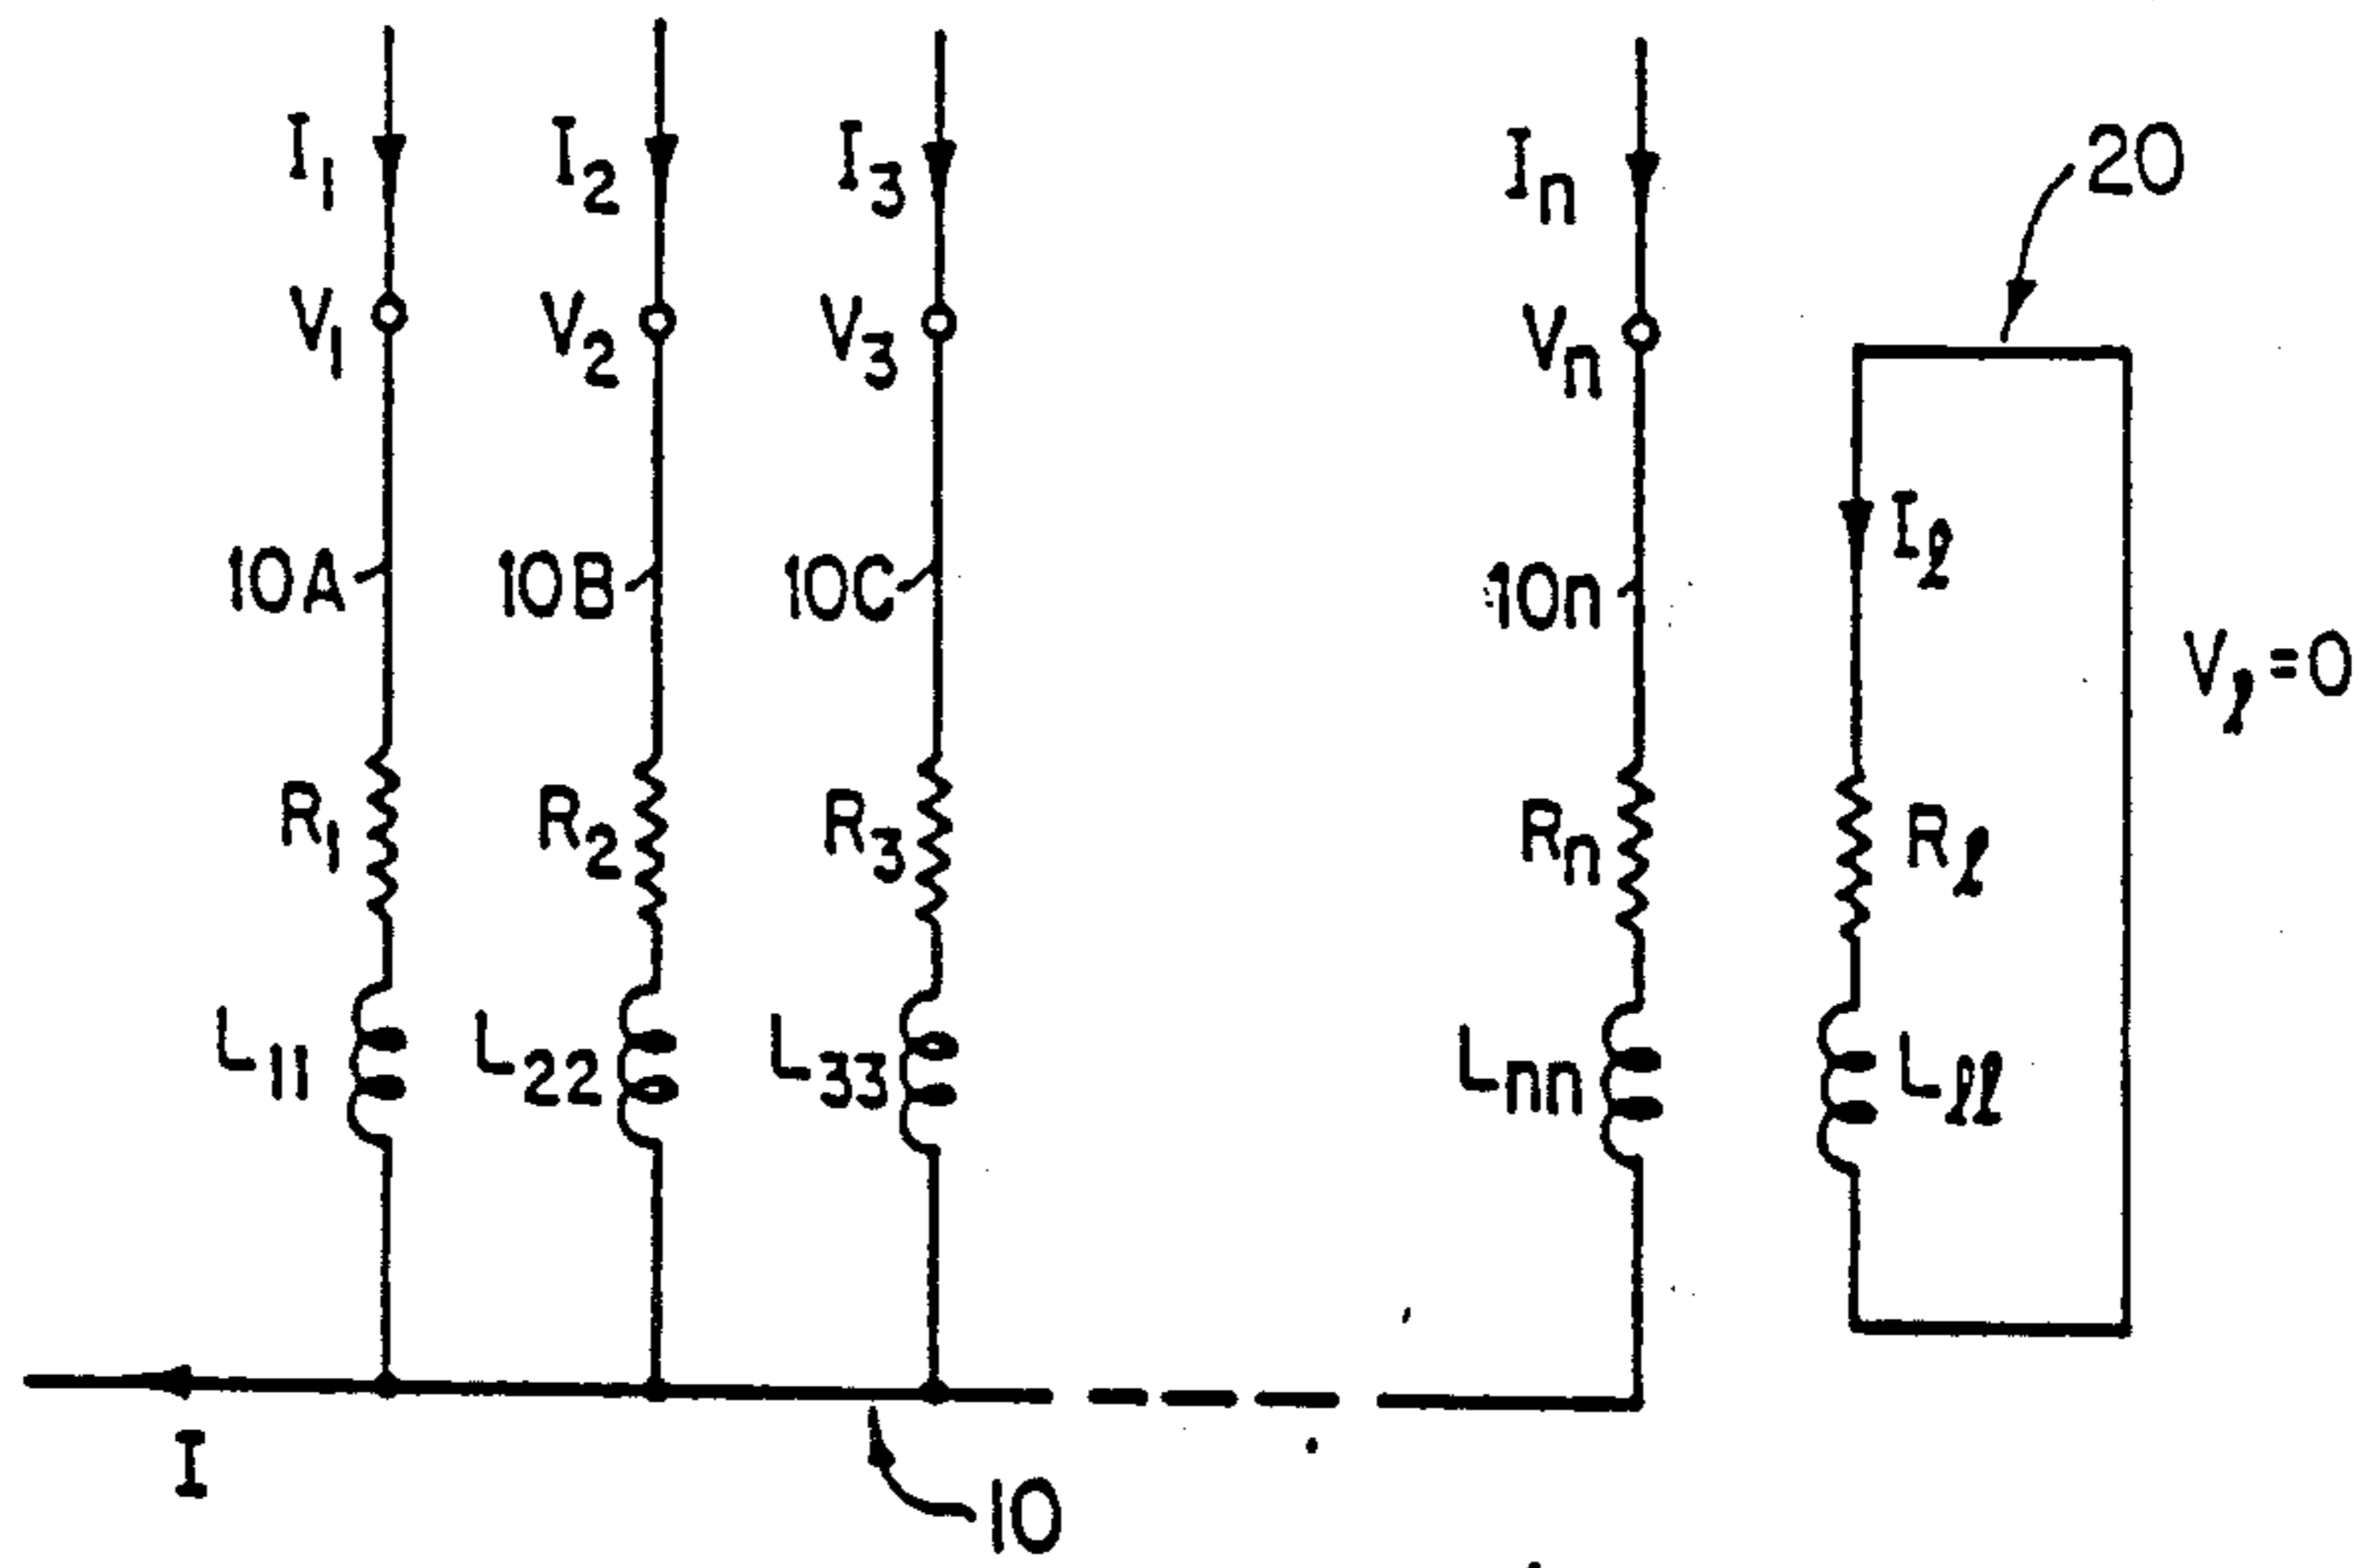 I1
I2
I3
In
20
V1
V2
V3
Vn
Iℓ
10A
10B
10C
10n
Vℓ=0
R1
R2
R3
Rn
Rℓ
L11
L22
L33
Lnn
Lℓℓ
I
10